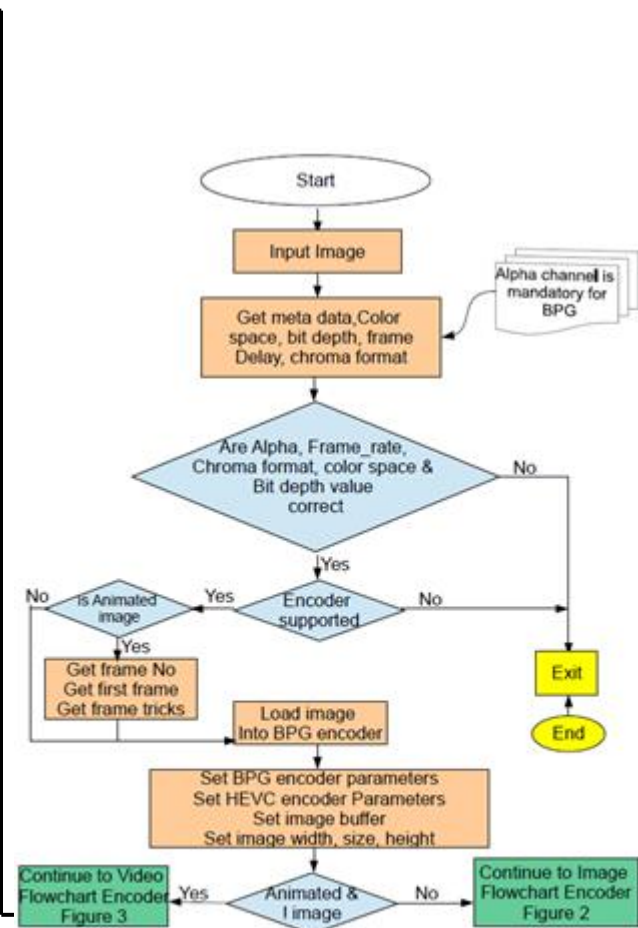 Start
Input Image
Alpha channel is
mandatory for
BPG
Get meta data,Color
space, bit depth, frame
Delay, chroma format
Are Alpha, Frame_rate,
Chroma format, color space &
Bit depth value
correct
No
Yes
Encoder
supported
Yes
No
is Animated
image
No
Yes
Get frame No
Get first frame
Get frame tricks
Exit
End
Load image
Into BPG encoder
Set BPG encoder parameters
Set HEVC encoder Parameters
Set image buffer
Set image width, size, height
Animated &
I image
Yes
Continue to Video
Flowchart Encoder
Figure 3
No
Continue to Image
Flowchart Encoder
Figure 2